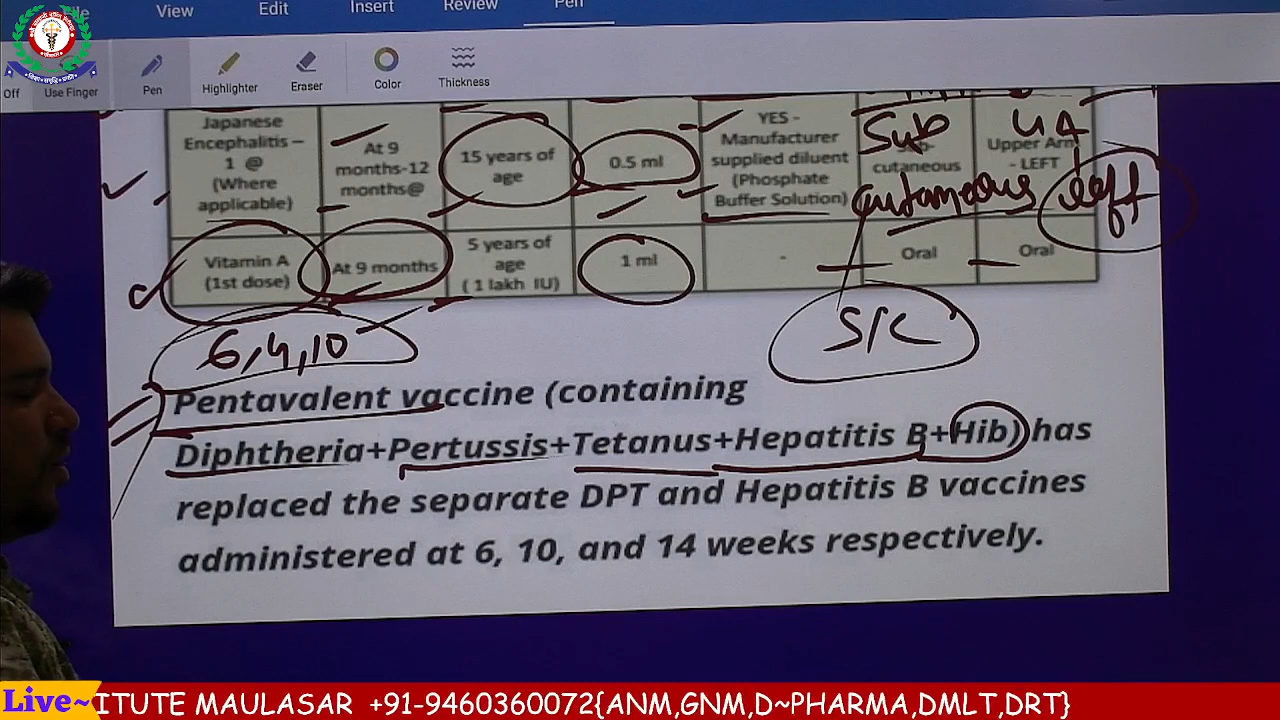 View Edit Insert Review Pen
Off Use Finger Pen Highlighter Eraser Color Thickness
Japanese
Encephalitis –
1 @
(Where
applicable)
At 9
months-12
months@
15 years of
age
0.5 ml
YES -
Manufacturer
supplied diluent
(Phosphate
Buffer Solution)
Sub
cutaneous
cutaneous
UA
Upper Arm
- LEFT
left
Vitamin A
(1st dose)
At 9 months
5 years of
age
( 1 lakh IU)
1 ml
-
Oral
Oral
6,4,10
S/C
Pentavalent vaccine (containing
Diphtheria+Pertussis+Tetanus+Hepatitis B+Hib) has
replaced the separate DPT and Hepatitis B vaccines
administered at 6, 10, and 14 weeks respectively.
Live~ ITUTE MAULASAR +91-9460360072{ANM,GNM,D~PHARMA,DMLT,DRT}